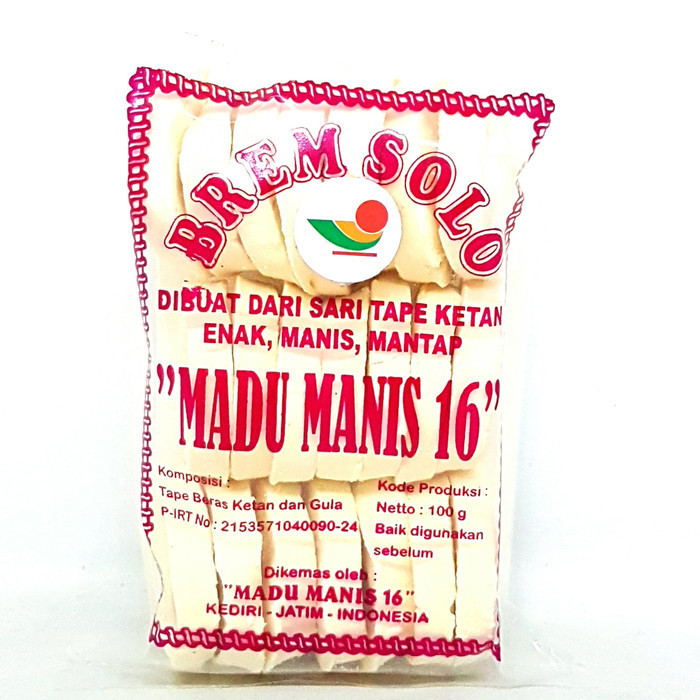 BREM SOLO
DIBUAT DARI SARI TAPE KETAN
ENAK, MANIS, MANTAP
"MADU MANIS 16"
Komposisi :
Tape Beras Ketan dan Gula
P-IRT No : 2153571040090-24
Kode Produksi :
Netto : 100 g
Baik digunakan
sebelum
Dikemas oleh :
"MADU MANIS 16"
KEDIRI - JATIM - INDONESIA